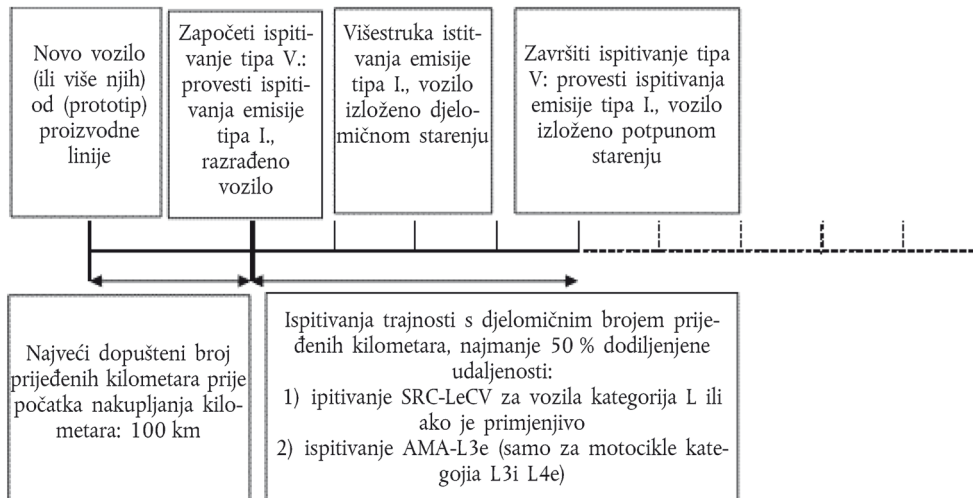 Novo vozilo
(ili više njih)
od (prototip)
proizvodne
linije
Započeti ispiti-
vanje tipa V.:
provesti ispiti-
vanja emisije
tipa I.,
razrađeno
vozilo
Višestruka istit-
vanja emisije
tipa I., vozilo
izloženo djelo-
mičnom starenju
Završiti ispitivanje tipa
V: provesti ispitivanja
emisije tipa I., vozilo
izloženo potpunom
starenju
Najveći dopušteni broj
prijeđenih kilometara prije
početka nakupljanja kilo-
metara: 100 km
Ispitivanja trajnosti s djelomičnim brojem prije-
đenih kilometara, najmanje 50 % dodiljenjene
udaljenosti:
1) ipitivanje SRC-LeCV za vozila kategorija L ili
ako je primjenjivo
2) ispitivanje AMA-L3e (samo za motocikle kate-
gojia L3i L4e)